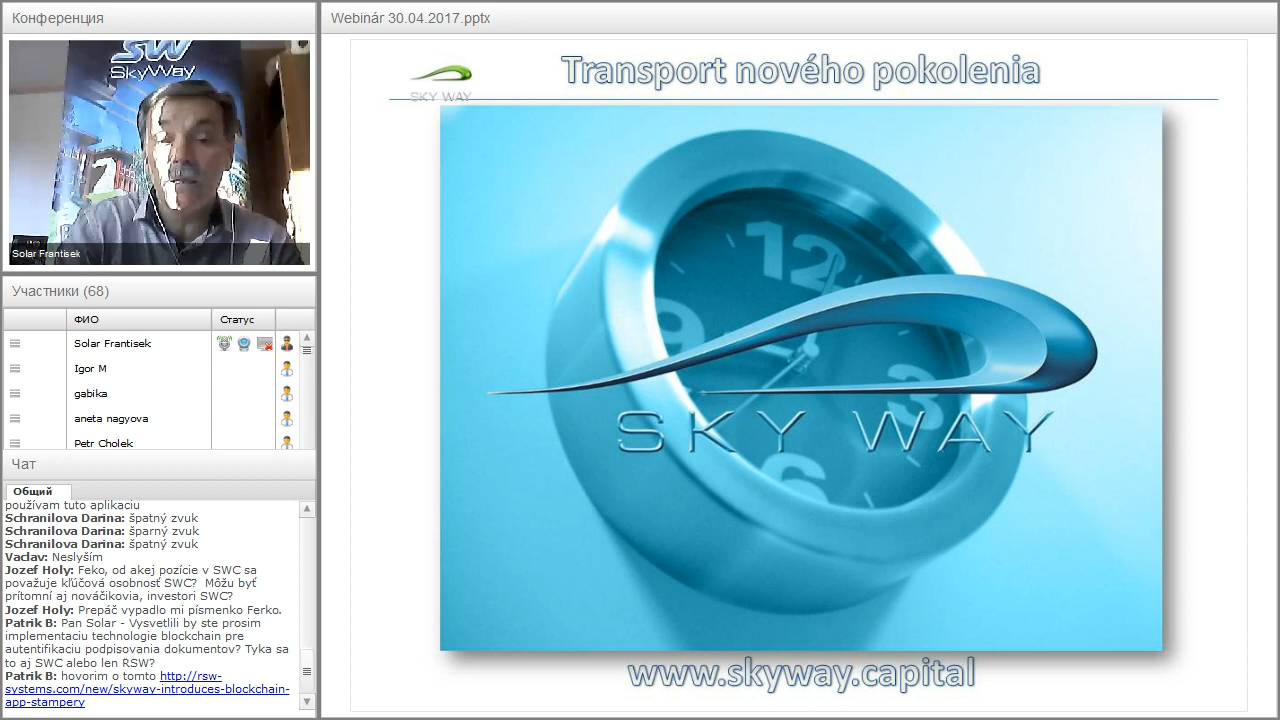 Конференция
SW
SKYWAY
Solar Frantisek
Участники (68)
ФИО Статус
Solar Frantisek
Igor M
gabika
aneta nagyova
Petr Cholek
Чат
Общий
používam tuto aplikaciu
Schranilova Darina: špatný zvuk
Schranilova Darina: šparný zvuk
Schranilova Darina: špatný zvuk
Vaclav: Neslyším
Jozef Holy: Feko, od akej pozície v SWC sa
považuje kľúčová osobnosť SWC? Môžu byť
prítomní aj nováčikovia, investori SWC?
Jozef Holy: Prepáč vypadlo mi písmenko Ferko.
Patrik B: Pan Solar - Vysvetlili by ste prosim
implementaciu technologie blockchain pre
autentifikaciu podpisovania dokumentov? Tyka sa
to aj SWC alebo len RSW?
Patrik B: hovorim o tomto http://rsw-
systems.com/new/skyway-introduces-blockchain-
app-stampery
Webinár 30.04.2017.pptx
SKY WAY
Transport nového pokolenia
12
9
3
6
SKY WAY
www.skyway.capital